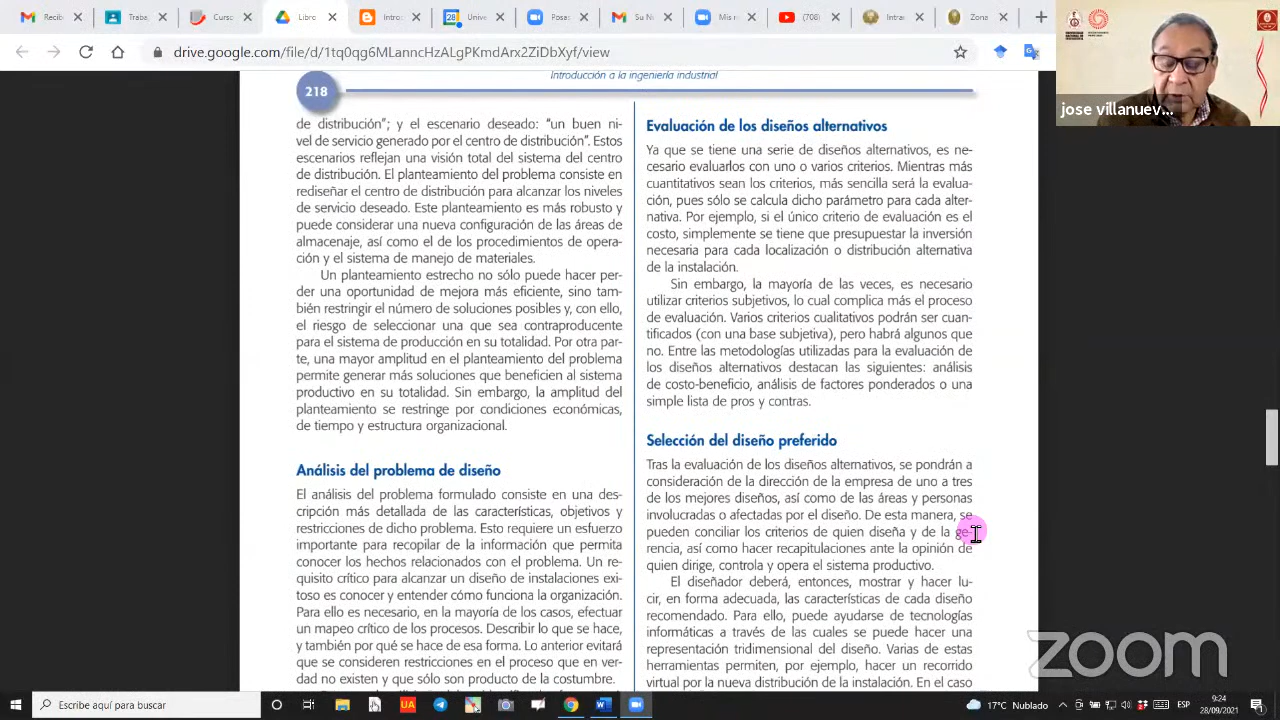 Mi un
Proces
Curso
Libro I
Introd
28
Su Ni
(708)
Intrar
Zona
drive.google.com/file/
/view
jose villanuev...
Introducción a la ingeniería industrial
218
de distribución”; y el escenario deseado: “un buen ni-
vel de servicio generado por el centro de distribución”. Estos
escenarios reflejan una visión total del sistema del centro
de distribución. El planteamiento del problema consiste en
rediseñar el centro de distribución para alcanzar los niveles
de servicio deseado. Este planteamiento es más robusto y
puede considerar una nueva configuración de las áreas de
almacenaje, así como el de los procedimientos de opera-
ción y el sistema de manejo de materiales.
Un planteamiento estrecho no sólo puede hacer per-
der una oportunidad de mejora más eficiente, sino tam-
bién restringir el número de soluciones posibles y, con ello,
el riesgo de seleccionar una que sea contraproducente
para el sistema de producción en su totalidad. Por otra par-
te, una mayor amplitud en el planteamiento del problema
permite generar más soluciones que beneficien al sistema
productivo en su totalidad. Sin embargo, la amplitud del
planteamiento se restringe por condiciones económicas,
de tiempo y estructura organizacional.
Análisis del problema de diseño
El análisis del problema formulado consiste en una des-
cripción más detallada de las características, objetivos y
restricciones de dicho problema. Esto requiere un esfuerzo
importante para recopilar de la información que permita
conocer los hechos relacionados con el problema. Un re-
quisito crítico para alcanzar un diseño de instalaciones exi-
toso es conocer y entender cómo funciona la organización.
Para ello es necesario, en la mayoría de los casos, efectuar
un mapeo crítico de los procesos. Describir lo que se hace,
y también por qué se hace de esa forma. Lo anterior evitará
que se consideren restricciones en el proceso que en ver-
dad no existen y que sólo son producto de la costumbre.
Evaluación de los diseños alternativos
Ya que se tiene una serie de diseños alternativos, es ne-
cesario evaluarlos con uno o varios criterios. Mientras más
cuantitativos sean los criterios, más sencilla será la evalua-
ción, pues sólo se calcula dicho parámetro para cada alter-
nativa. Por ejemplo, si el único criterio de evaluación es el
costo, simplemente se tiene que presupuestar la inversión
necesaria para cada localización o distribución alternativa
de la instalación.
Sin embargo, la mayoría de las veces, es necesario
utilizar criterios subjetivos, lo cual complica más el proceso
de evaluación. Varios criterios cualitativos podrán ser cuan-
tificados (con una base subjetiva), pero habrá algunos que
no. Entre las metodologías utilizadas para la evaluación de
los diseños alternativos destacan las siguientes: análisis
de costo-beneficio, análisis de factores ponderados o una
simple lista de pros y contras.
Selección del diseño preferido
Tras la evaluación de los diseños alternativos, se pondrán a
consideración de la dirección de la empresa de uno a tres
de los mejores diseños, así como de las áreas y personas
involucradas o afectadas por el diseño. De esta manera, se
pueden conciliar los criterios de quien diseña y de la ge-
rencia, así como hacer recapitulaciones ante la opinión de
quien dirige, controla y opera el sistema productivo.
El diseñador deberá, entonces, mostrar y hacer lu-
cir, en forma adecuada, las características de cada diseño
recomendado. Para ello, puede ayudarse de tecnologías
informáticas a través de las cuales se puede hacer una
representación tridimensional del diseño. Varias de estas
herramientas permiten, por ejemplo, hacer un recorrido
virtual por la nueva distribución de la instalación. En el caso
zoom
Escribe aquí para buscar
UA
17°C Nublado
ESP
9:24
28/09/2021